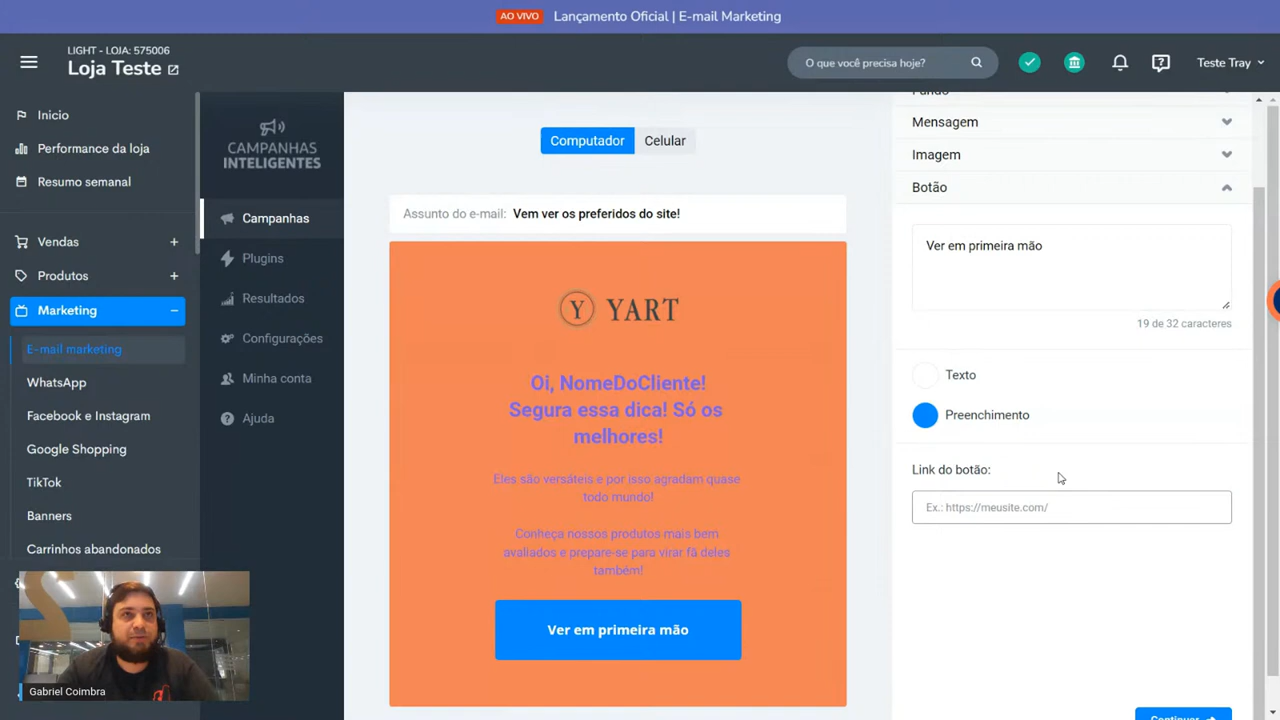 AO VIVO Lançamento Oficial | E-mail Marketing
LIGHT - LOJA: 575006
Loja Teste
O que você precisa hoje?
Teste Tray
Inicio
Performance da loja
Resumo semanal
Vendas +
Produtos +
Marketing −
E-mail marketing
WhatsApp
Facebook e Instagram
Google Shopping
TikTok
Banners
Carrinhos abandonados
Gabriel Coimbra
CAMPANHAS
INTELIGENTES
Campanhas
Plugins
Resultados
Configurações
Minha conta
Ajuda
Computador Celular
Assunto do e-mail: Vem ver os preferidos do site!
Y YART
Oi, NomeDoCliente!
Segura essa dica! Só os
melhores!
Eles são versáteis e por isso agradam quase
todo mundo!
Conheça nossos produtos mais bem
avaliados e prepare-se para virar fã deles
também!
Ver em primeira mão
Fundo
Mensagem
Imagem
Botão
Ver em primeira mão
19 de 32 caracteres
Texto
Preenchimento
Link do botão:
Ex.: https://meusite.com/
Continuar